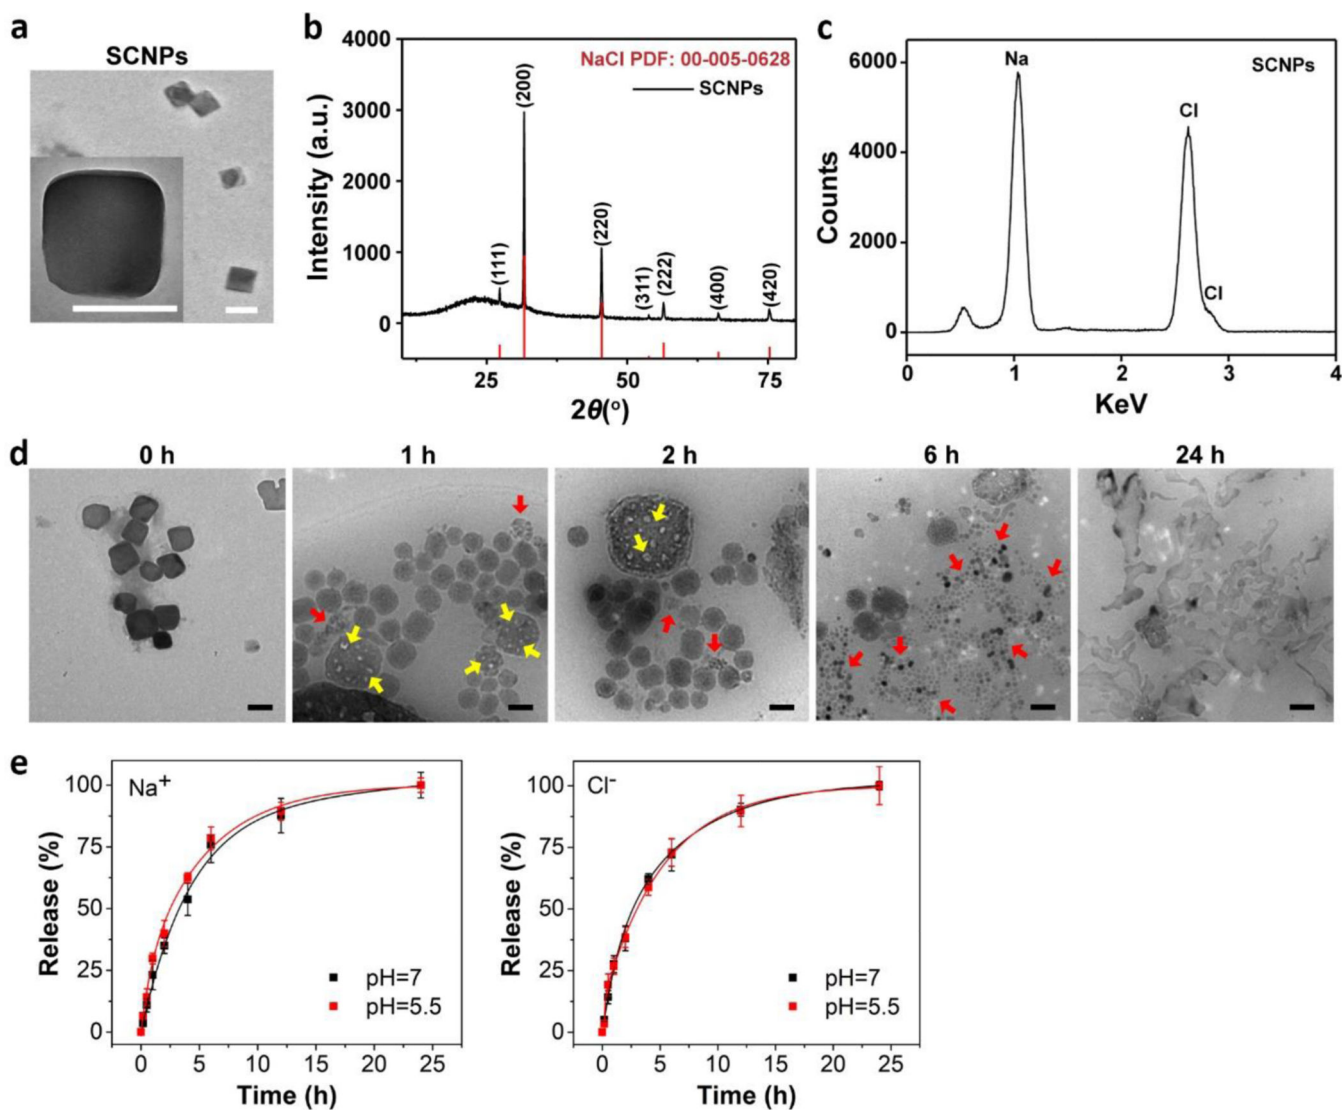 a
SCNPs
b
Intensity (a.u.)
4000
3000
2000
1000
0
NaCl PDF: 00-005-0628
SCNPs
(111)
(200)
(220)
(311)
(222)
(400)
(420)
25
50
75
2θ(°)
c
Counts
6000
4000
2000
0
Na
Cl
Cl
SCNPs
0
1
2
3
4
KeV
d
0 h
1 h
2 h
6 h
24 h
e
Release (%)
100
75
50
25
0
Na⁺
pH=7
pH=5.5
0
5
10
15
20
25
Time (h)
Release (%)
100
75
50
25
0
Cl⁻
pH=7
pH=5.5
0
5
10
15
20
25
Time (h)